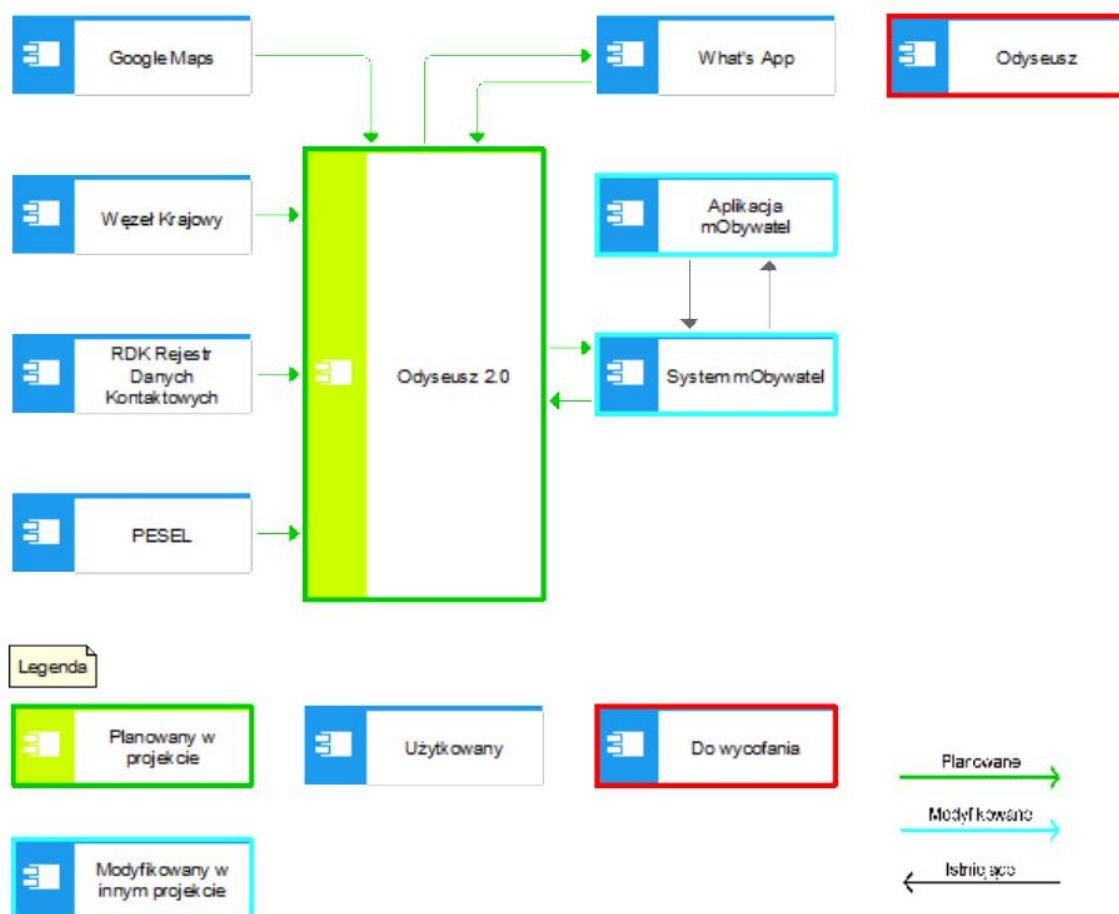 Google Maps
What's App
Odyseusz
Węzeł Krajowy
Aplikacja
mObywatel
RDK Rejestr
Danych
Kontaktowych
Odyseusz 2.0
System mObywatel
PESEL
Legenda
Planowany w
projekcie
Użytkowany
Do wycofania
Planowane
Modyfikowane
Istniejące
Modyfikowany w
innym projekcie